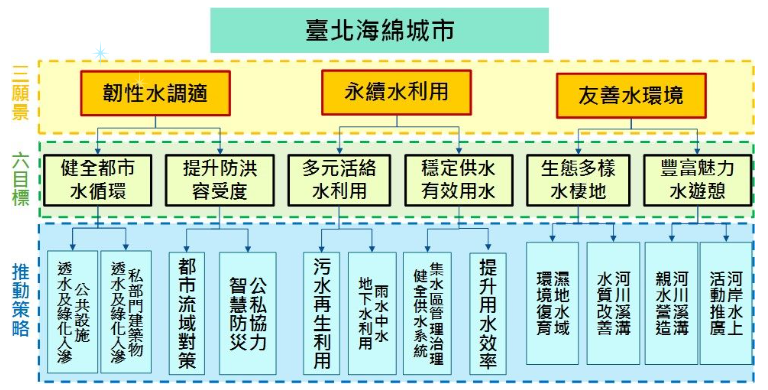 臺北海綿城市
三願景
韌性水調適
永續水利用
友善水環境
六目標
健全都市
水循環
提升防洪
容受度
多元活絡
水利用
穩定供水
有效用水
生態多樣
水棲地
豐富魅力
水遊憩
推動策略
公共設施
透水及綠化入滲
私部門建築物
透水及綠化入滲
都市流域對策
公私協力
智慧防災
污水再生利用
雨水中水
地下水利用
集水區管理治理
健全供水系統
提升用水效率
濕地水域
環境復育
河川溪溝
水質改善
河川溪溝
親水營造
河岸水上
活動推廣